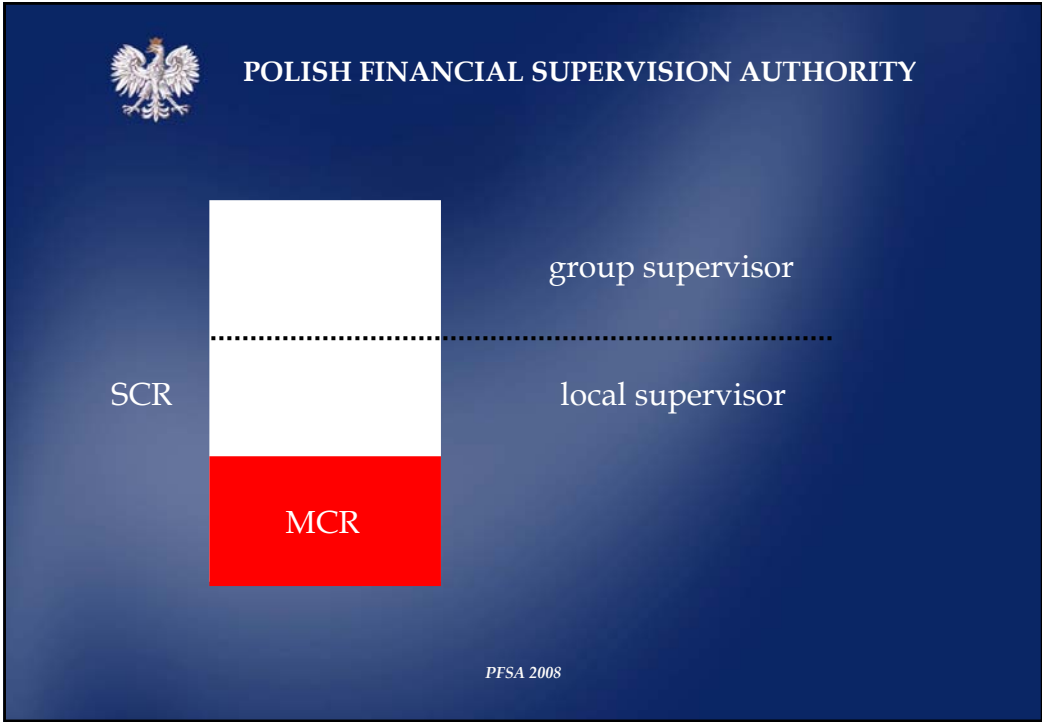 POLISH FINANCIAL SUPERVISION AUTHORITY
group supervisor
SCR
local supervisor
MCR
PFSA 2008